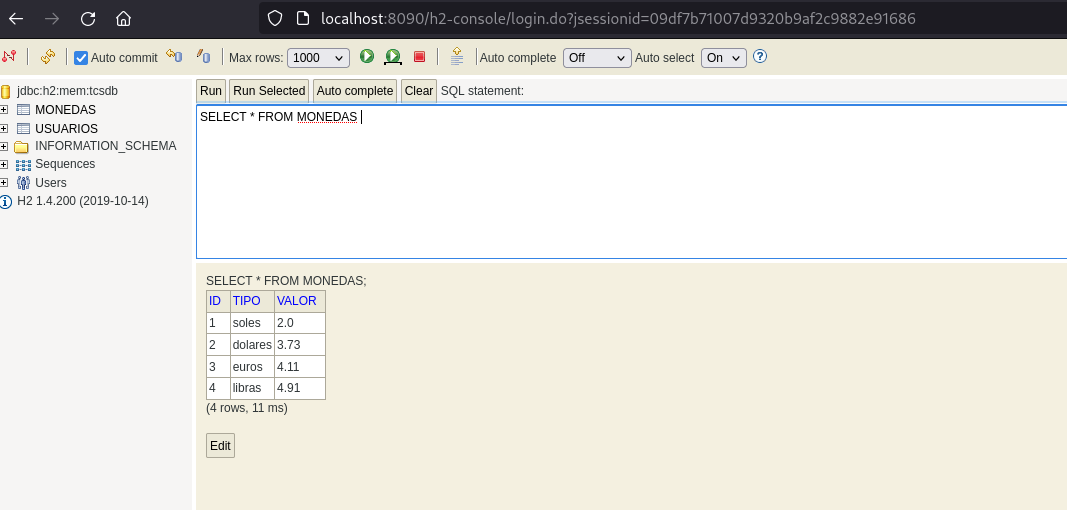 localhost:8090/h2-console/login.do?jsessionid=09df7b71007d9320b9af2c9882e91686
Auto commit Max rows: 1000 Auto complete Off Auto select On ?
jdbc:h2:mem:tcsdb
MONEDAS
USUARIOS
INFORMATION_SCHEMA
Sequences
Users
H2 1.4.200 (2019-10-14)
Run Run Selected Auto complete Clear SQL statement:
SELECT * FROM MONEDAS
SELECT * FROM MONEDAS;
ID TIPO VALOR
1 soles 2.0
2 dolares 3.73
3 euros 4.11
4 libras 4.91
(4 rows, 11 ms)
Edit